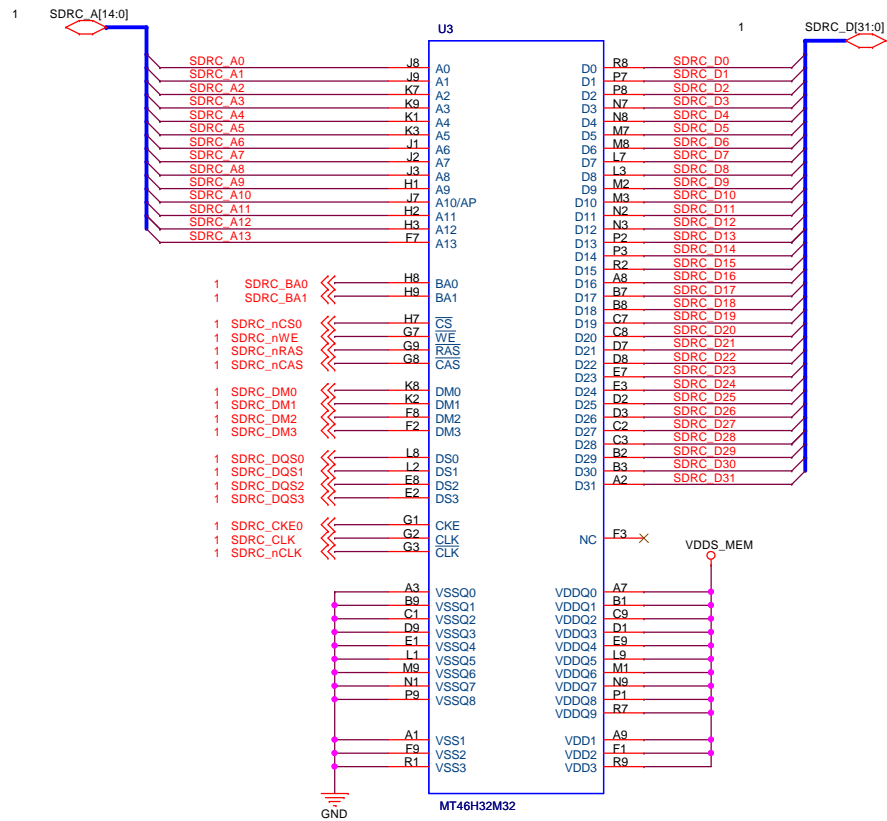 1 SDRC_A[14:0] 1 SDRC_D[31:0]
U3
SDRC_A0 J8 A0 D0 R8 SDRC_D0
SDRC_A1 J9 A1 D1 P7 SDRC_D1
SDRC_A2 K7 A2 D2 P8 SDRC_D2
SDRC_A3 K9 A3 D3 N7 SDRC_D3
SDRC_A4 K1 A4 D4 N8 SDRC_D4
SDRC_A5 K3 A5 D5 M7 SDRC_D5
SDRC_A6 J1 A6 D6 M8 SDRC_D6
SDRC_A7 J2 A7 D7 L7 SDRC_D7
SDRC_A8 J3 A8 D8 L3 SDRC_D8
SDRC_A9 H1 A9 D9 M2 SDRC_D9
SDRC_A10 J7 A10/AP D10 M3 SDRC_D10
SDRC_A11 H2 A11 D11 N2 SDRC_D11
SDRC_A12 H3 A12 D12 N3 SDRC_D12
SDRC_A13 F7 A13 D13 P2 SDRC_D13
D14 P3 SDRC_D14
D15 R2 SDRC_D15
1 SDRC_BA0 H8 BA0 D16 A8 SDRC_D16
1 SDRC_BA1 H9 BA1 D17 B7 SDRC_D17
D18 B8 SDRC_D18
1 SDRC_nCS0 H7 CS D19 C7 SDRC_D19
1 SDRC_nWE G7 WE D20 C8 SDRC_D20
1 SDRC_nRAS G9 RAS D21 D7 SDRC_D21
1 SDRC_nCAS G8 CAS D22 D8 SDRC_D22
D23 E7 SDRC_D23
1 SDRC_DM0 K8 DM0 D24 E3 SDRC_D24
1 SDRC_DM1 K2 DM1 D25 D2 SDRC_D25
1 SDRC_DM2 F8 DM2 D26 D3 SDRC_D26
1 SDRC_DM3 F2 DM3 D27 C2 SDRC_D27
D28 C3 SDRC_D28
1 SDRC_DQS0 L8 DS0 D29 B2 SDRC_D29
1 SDRC_DQS1 L2 DS1 D30 B3 SDRC_D30
1 SDRC_DQS2 E8 DS2 D31 A2 SDRC_D31
1 SDRC_DQS3 E2 DS3
1 SDRC_CKE0 G1 CKE
1 SDRC_CLK G2 CLK NC F3
1 SDRC_nCLK G3 CLK VDDS_MEM
A3 VSSQ0 VDDQ0 A7
B9 VSSQ1 VDDQ1 B1
C1 VSSQ2 VDDQ2 C9
D9 VSSQ3 VDDQ3 D1
E1 VSSQ4 VDDQ4 E9
L1 VSSQ5 VDDQ5 L9
M9 VSSQ6 VDDQ6 M1
N1 VSSQ7 VDDQ7 N9
P9 VSSQ8 VDDQ8 P1
VDDQ9 R7
A1 VSS1 VDD1 A9
F9 VSS2 VDD2 F1
R1 VSS3 VDD3 R9
MT46H32M32
GND